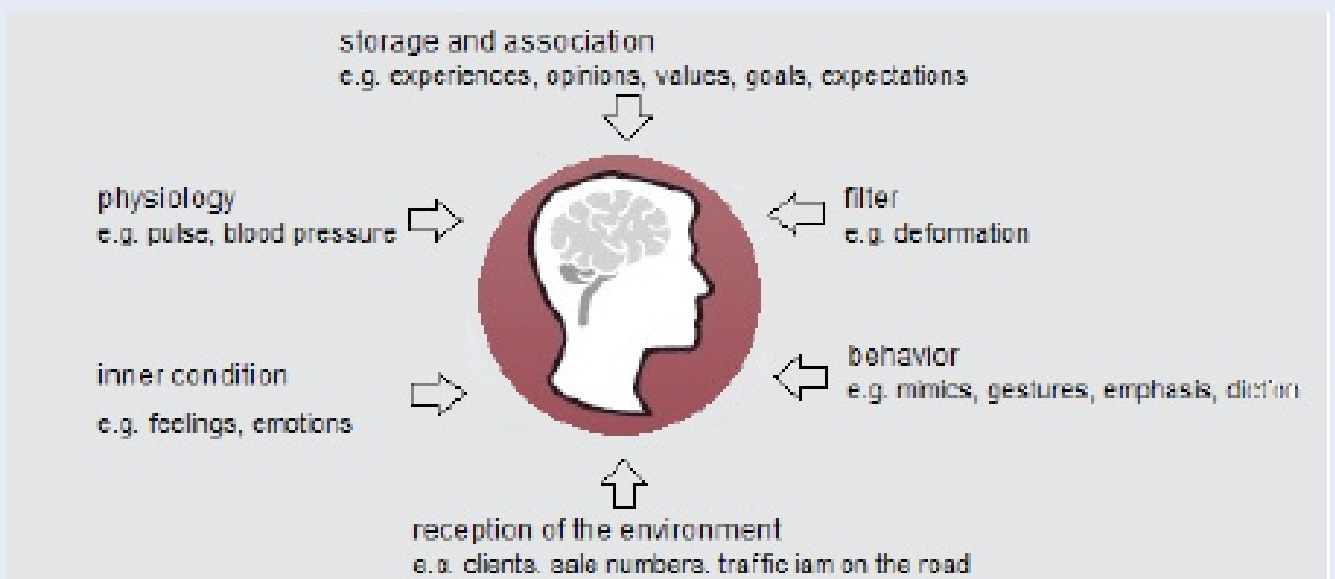 storage and association
e.g. experiences, opinions, values, goals, expectations
physiology
e.g. pulse, blood pressure
filter
e.g. deformation
inner condition
e.g. feelings, emotions
behavior
e.g. mimics, gestures, emphasis, diction
reception of the environment
e.g. clients, sale numbers, traffic jam on the road